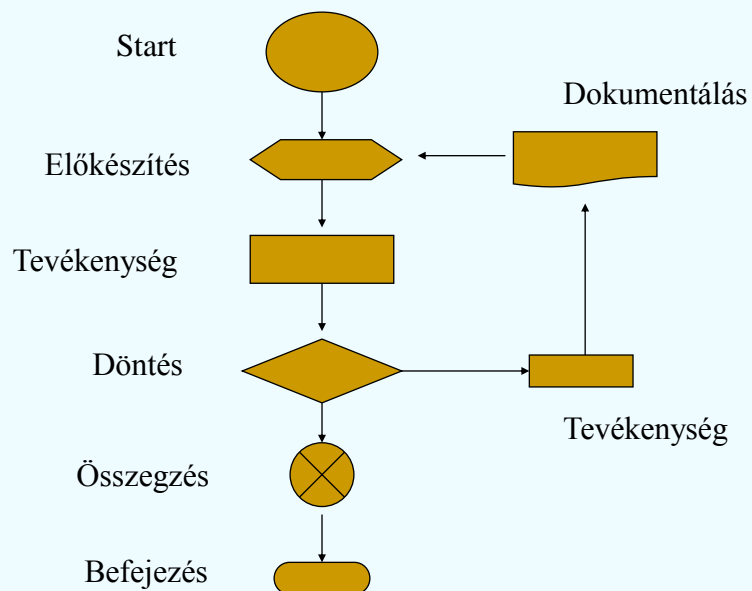 Start
Dokumentálás
Előkészítés
Tevékenység
Döntés
Tevékenység
Összegzés
Befejezés